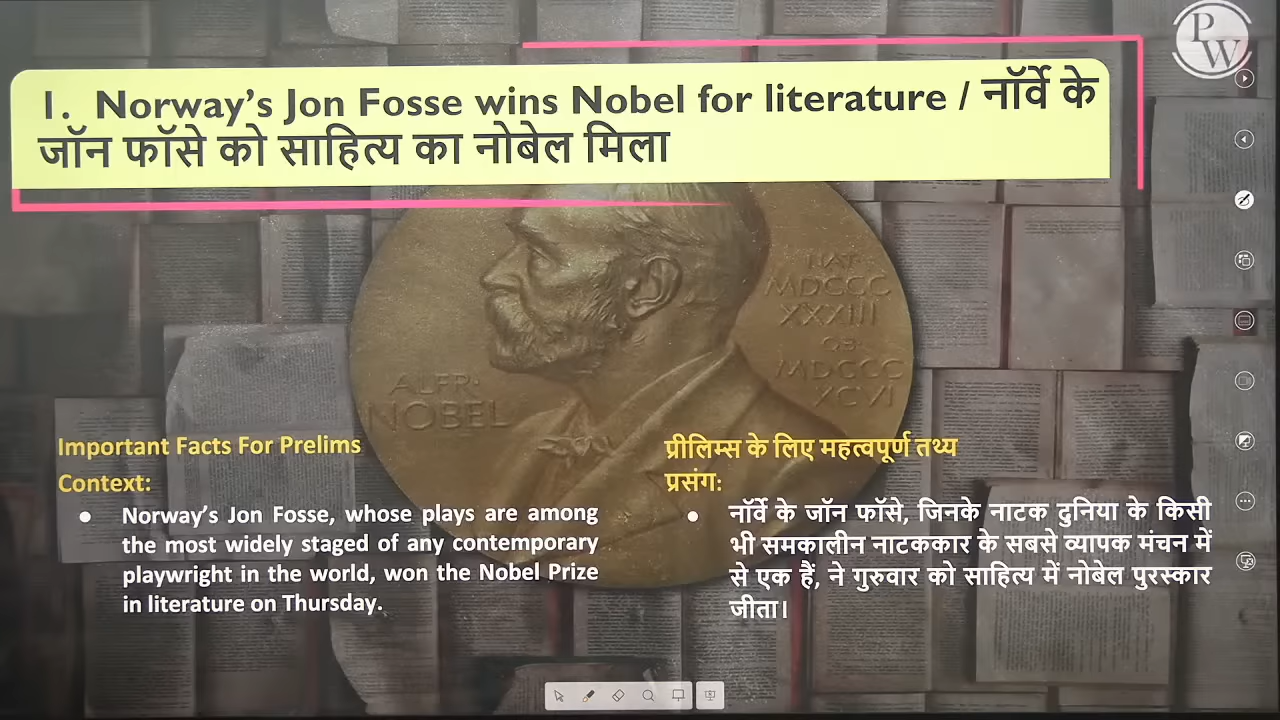 PW
1. Norway's Jon Fosse wins Nobel for literature / नॉर्वे के
जॉन फॉसे को साहित्य का नोबेल मिला
NAT·
MDCCC
XXXIII
OB·
MDCCC
XCVI
ALFR·
NOBEL
Important Facts For Prelims
Context:
● Norway's Jon Fosse, whose plays are among
the most widely staged of any contemporary
playwright in the world, won the Nobel Prize
in literature on Thursday.
प्रीलिम्स के लिए महत्वपूर्ण तथ्य
प्रसंग:
● नॉर्वे के जॉन फॉसे, जिनके नाटक दुनिया के किसी
भी समकालीन नाटककार के सबसे व्यापक मंचन में
से एक हैं, ने गुरुवार को साहित्य में नोबेल पुरस्कार
जीता।